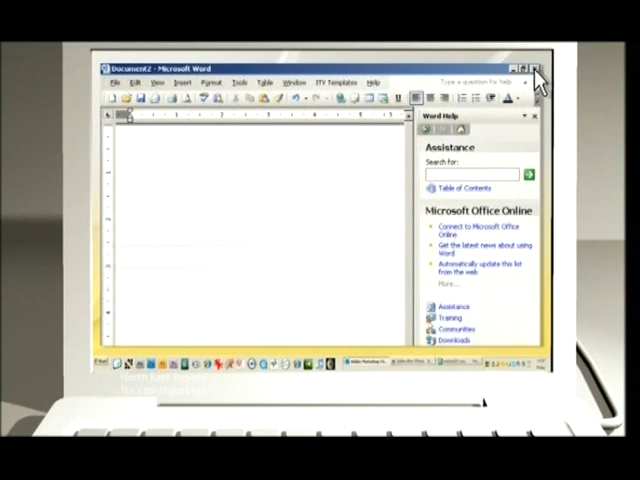 Document2 - Microsoft Word
File Edit View Insert Format Tools Table Window ITV Templates Help
Type a question for help
Word Help
Assistance
Search for:
Table of Contents
Microsoft Office Online
Connect to Microsoft Office
Online
Get the latest news about using
Word
Automatically update this list
from the web
More...
Assistance
Training
Communities
Downloads